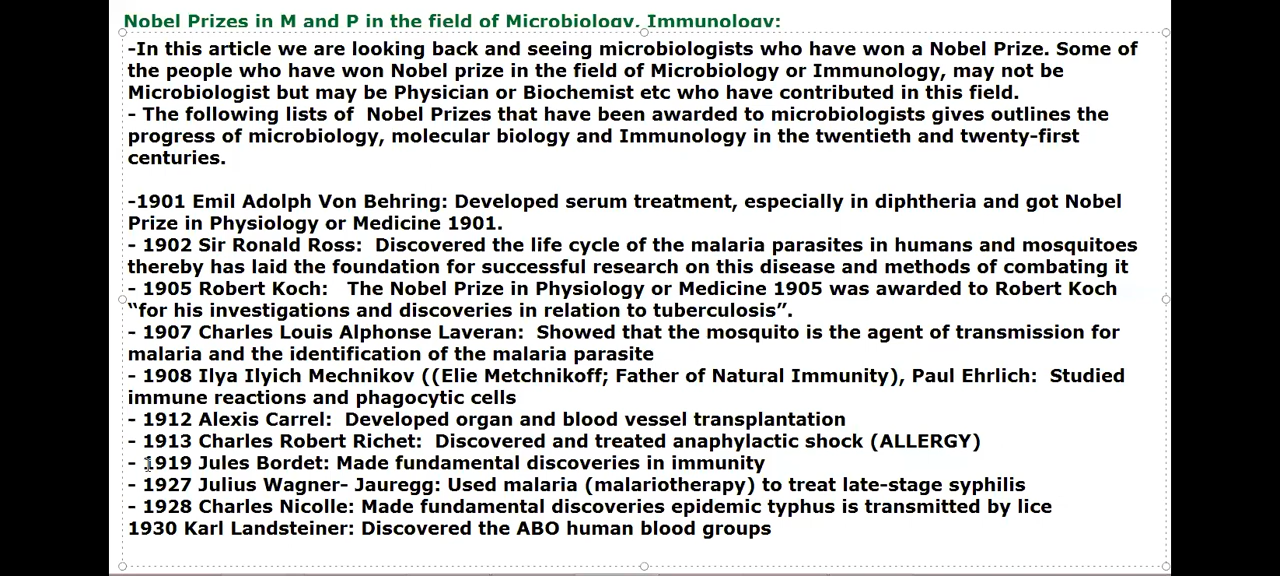 Nobel Prizes in M and P in the field of Microbiology, Immunology:
-In this article we are looking back and seeing microbiologists who have won a Nobel Prize. Some of
the people who have won Nobel prize in the field of Microbiology or Immunology, may not be
Microbiologist but may be Physician or Biochemist etc who have contributed in this field.
- The following lists of  Nobel Prizes that have been awarded to microbiologists gives outlines the
progress of microbiology, molecular biology and Immunology in the twentieth and twenty-first
centuries.
-1901 Emil Adolph Von Behring: Developed serum treatment, especially in diphtheria and got Nobel
Prize in Physiology or Medicine 1901.
- 1902 Sir Ronald Ross:  Discovered the life cycle of the malaria parasites in humans and mosquitoes
thereby has laid the foundation for successful research on this disease and methods of combating it
- 1905 Robert Koch:   The Nobel Prize in Physiology or Medicine 1905 was awarded to Robert Koch
“for his investigations and discoveries in relation to tuberculosis”.
- 1907 Charles Louis Alphonse Laveran:  Showed that the mosquito is the agent of transmission for
malaria and the identification of the malaria parasite
- 1908 Ilya Ilyich Mechnikov ((Elie Metchnikoff; Father of Natural Immunity), Paul Ehrlich:  Studied
immune reactions and phagocytic cells
- 1912 Alexis Carrel:  Developed organ and blood vessel transplantation
- 1913 Charles Robert Richet:  Discovered and treated anaphylactic shock (ALLERGY)
- 1919 Jules Bordet: Made fundamental discoveries in immunity
- 1927 Julius Wagner- Jauregg: Used malaria (malariotherapy) to treat late-stage syphilis
- 1928 Charles Nicolle: Made fundamental discoveries epidemic typhus is transmitted by lice
1930 Karl Landsteiner: Discovered the ABO human blood groups